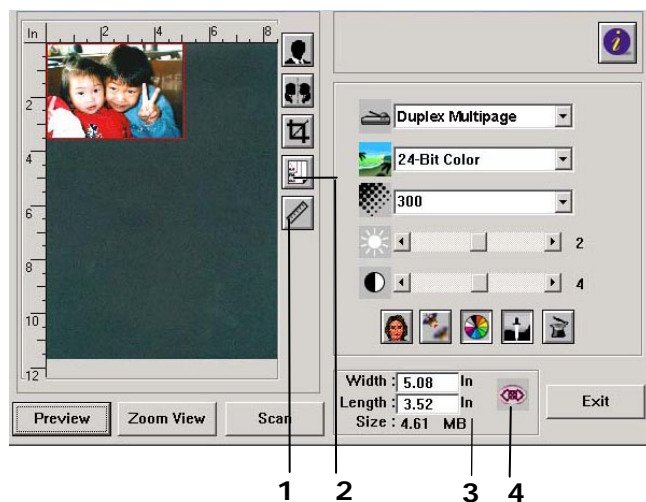 In 2 4 6 8
2
4
6
8
10
12
Duplex Multipage
24-Bit Color
300
2
4
Width : 5.08 In
Length : 3.52 In
Size : 4.61 MB
Preview Zoom View Scan Exit
1 2 3 4